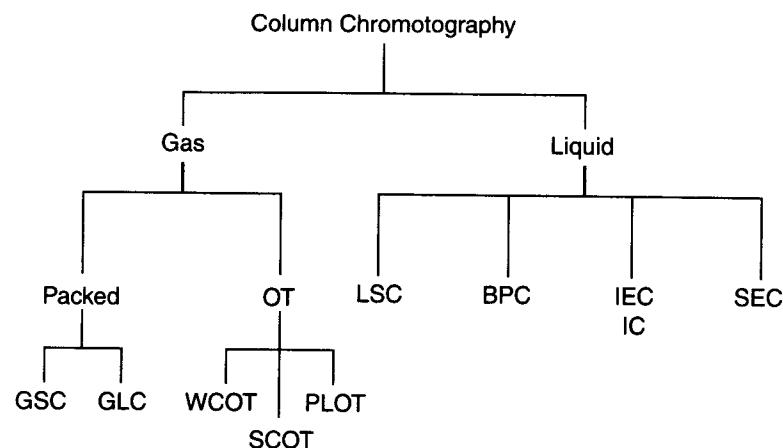 Column Chromotography
Gas
Liquid
Packed
OT
LSC
BPC
IEC
IC
SEC
GSC
GLC
WCOT
SCOT
PLOT